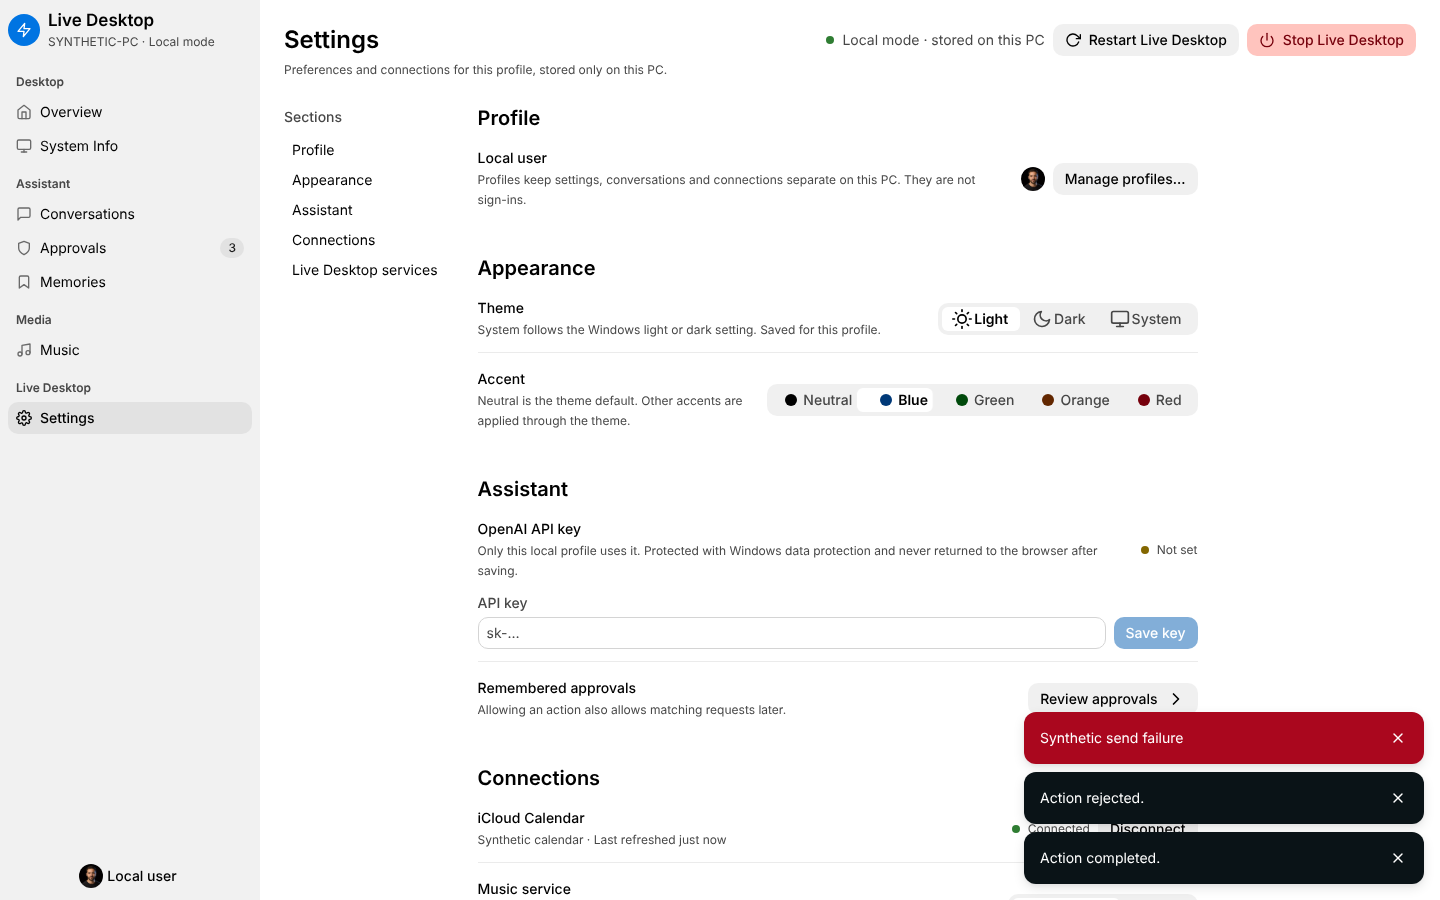 Live Desktop
SYNTHETIC-PC · Local mode
Desktop
Overview
System Info
Assistant
Conversations
Approvals 3
Memories
Media
Music
Live Desktop
Settings
Local user
Settings
Preferences and connections for this profile, stored only on this PC.
Local mode · stored on this PC
Restart Live Desktop
Stop Live Desktop
Sections
Profile
Appearance
Assistant
Connections
Live Desktop services
Profile
Local user
Profiles keep settings, conversations and connections separate on this PC. They are not
sign-ins.
Manage profiles...
Appearance
Theme
System follows the Windows light or dark setting. Saved for this profile.
Light Dark System
Accent
Neutral is the theme default. Other accents are
applied through the theme.
Neutral Blue Green Orange Red
Assistant
OpenAI API key
Only this local profile uses it. Protected with Windows data protection and never returned to the browser after
saving.
Not set
API key
sk-...
Save key
Remembered approvals
Allowing an action also allows matching requests later.
Review approvals
Connections
iCloud Calendar
Synthetic calendar · Last refreshed just now
Connected
Disconnect
Music service
Synthetic send failure
Action rejected.
Action completed.